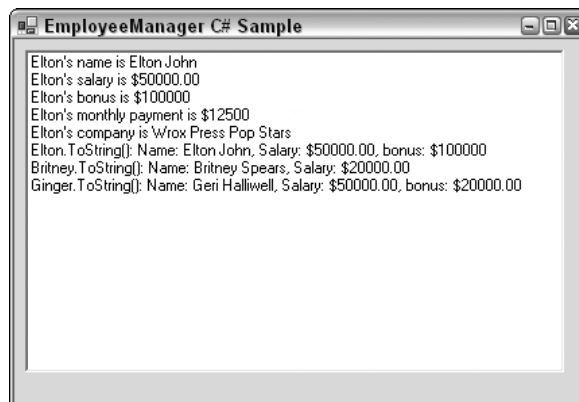 EmployeeManager C# Sample
Elton's name is Elton John
Elton's salary is $50000.00
Elton's bonus is $100000
Elton's monthly payment is $12500
Elton's company is Wrox Press Pop Stars
Elton.ToString(): Name: Elton John, Salary: $50000.00, bonus: $100000
Britney.ToString(): Name: Britney Spears, Salary: $20000.00
Ginger.ToString(): Name: Geri Halliwell, Salary: $50000.00, bonus: $20000.00